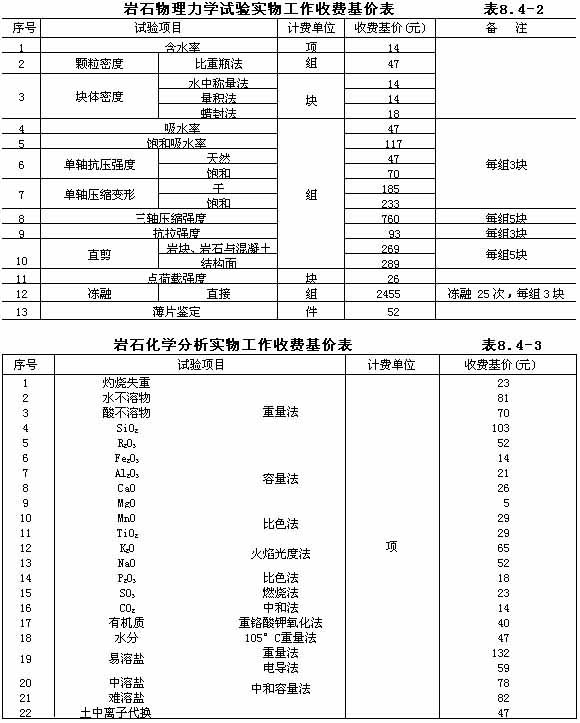 岩石物理力学试验实物工作收费基价表 表8.4-2
序号 试验项目 计费单位 收费基价(元) 备 注
1 含水率 项 14
2 颗粒密度 比重瓶法 组 47
3 块体密度 水中称量法 块 14
量积法 14
蜡封法 18
4 吸水率 组 47 每组3块
5 饱和吸水率 117
6 单轴抗压强度 天然 47
饱和 70
7 单轴压缩变形 干 185
饱和 233
8 三轴压缩强度 760 每组5块
9 抗拉强度 93 每组3块
10 直剪 岩块、岩石与混凝土 269 每组5块
结构面 289
11 点荷载强度 块 26
12 冻融 直接 组 2455 冻融 25 次,每组 3 块
13 薄片鉴定 件 52
岩石化学分析实物工作收费基价表 表8.4-3
序号 试验项目 计费单位 收费基价(元)
1 灼烧失重 重量法 项 23
2 水不溶物 81
3 酸不溶物 70
4 SiO₂ 103
5 R₂O₃ 容量法 52
6 Fe₂O₃ 14
7 Al₂O₃ 21
8 CaO 26
9 MgO 5
10 MnO 比色法 29
11 TiO₂ 29
12 K₂O 火焰光度法 65
13 NaO 52
14 P₂O₃ 比色法 18
15 SO₃ 燃烧法 23
16 CO₂ 中和法 14
17 有机质 重铬酸钾氧化法 40
18 水分 105°C重量法 47
19 易溶盐 重量法 132
电导法 59
20 中溶盐 中和容量法 78
21 难溶盐 82
22 土中离子代换 47